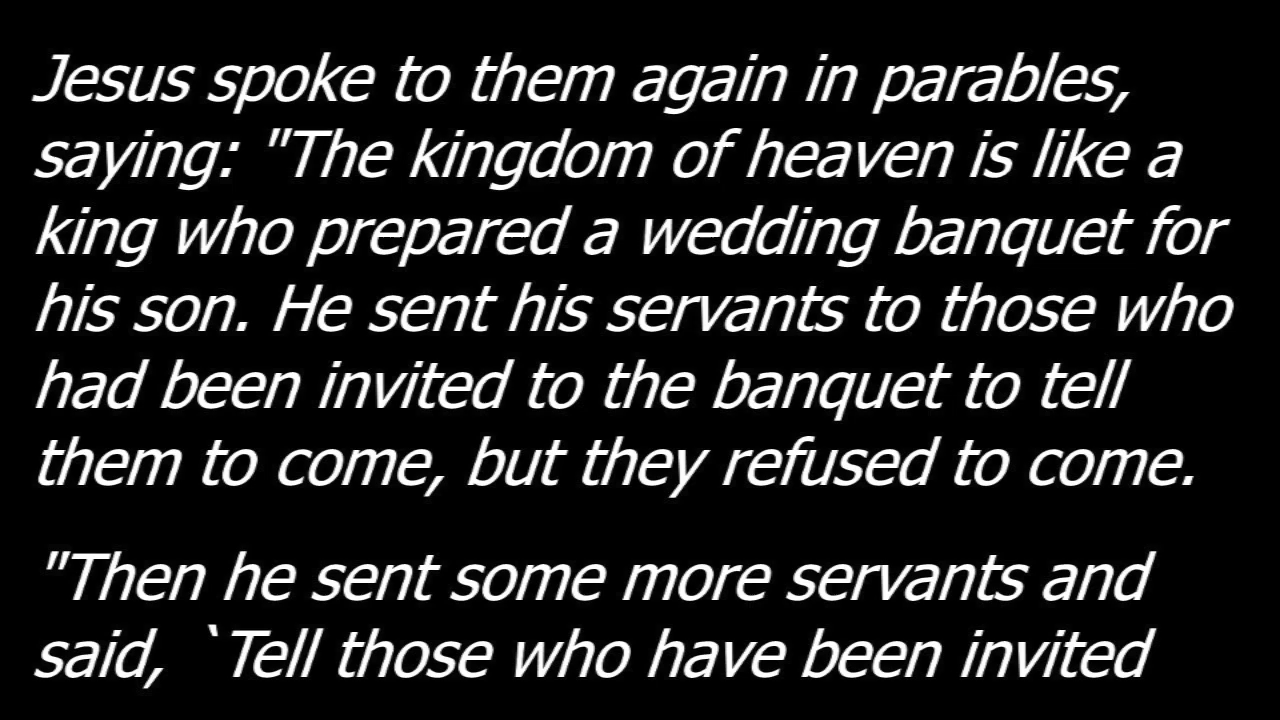 Jesus spoke to them again in parables,
saying: "The kingdom of heaven is like a
king who prepared a wedding banquet for
his son. He sent his servants to those who
had been invited to the banquet to tell
them to come, but they refused to come.
"Then he sent some more servants and
said, `Tell those who have been invited